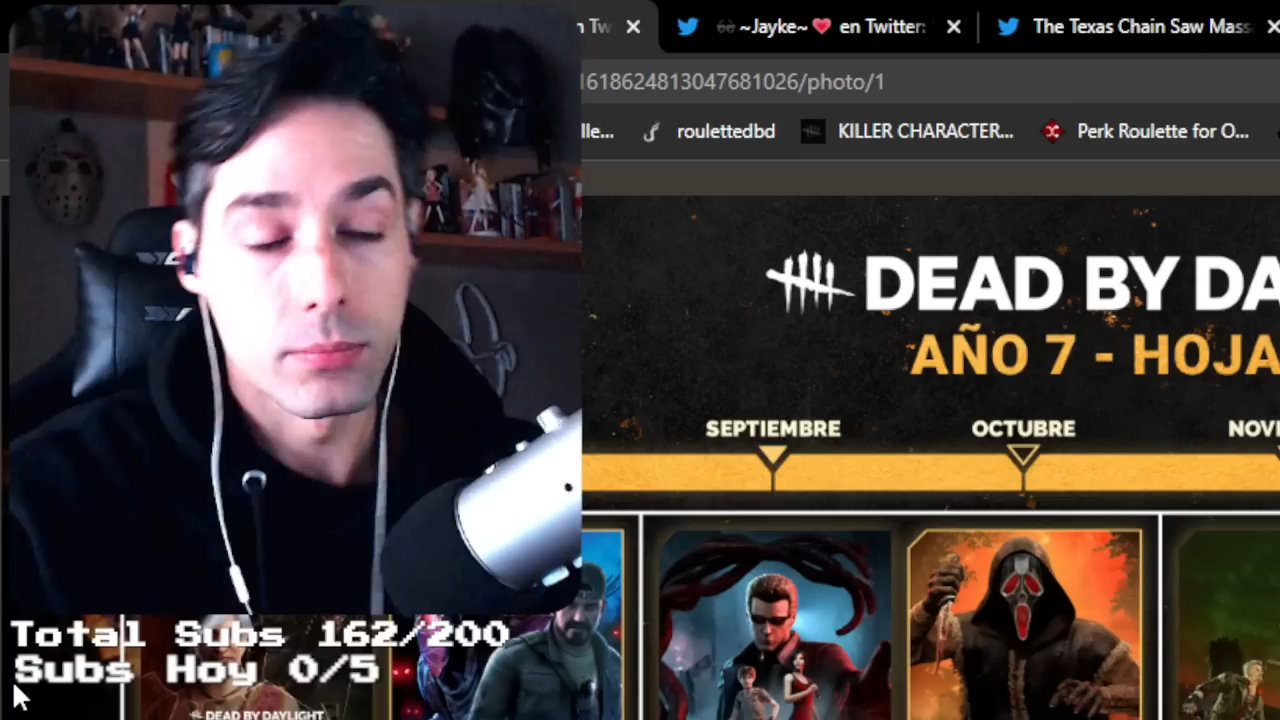 n Tw
~Jayke~❤ en Twitter:
The Texas Chain Saw Mass
1618624813047681026/photo/1
lle...
roulettedbd
KILLER CHARACTER...
Perk Roulette for O...
DEAD BY DA
AÑO 7 - HOJA
SEPTIEMBRE
OCTUBRE
NOVI
Total Subs 162/200
Subs Hoy 0/5
DEAD BY DAYLIGHT